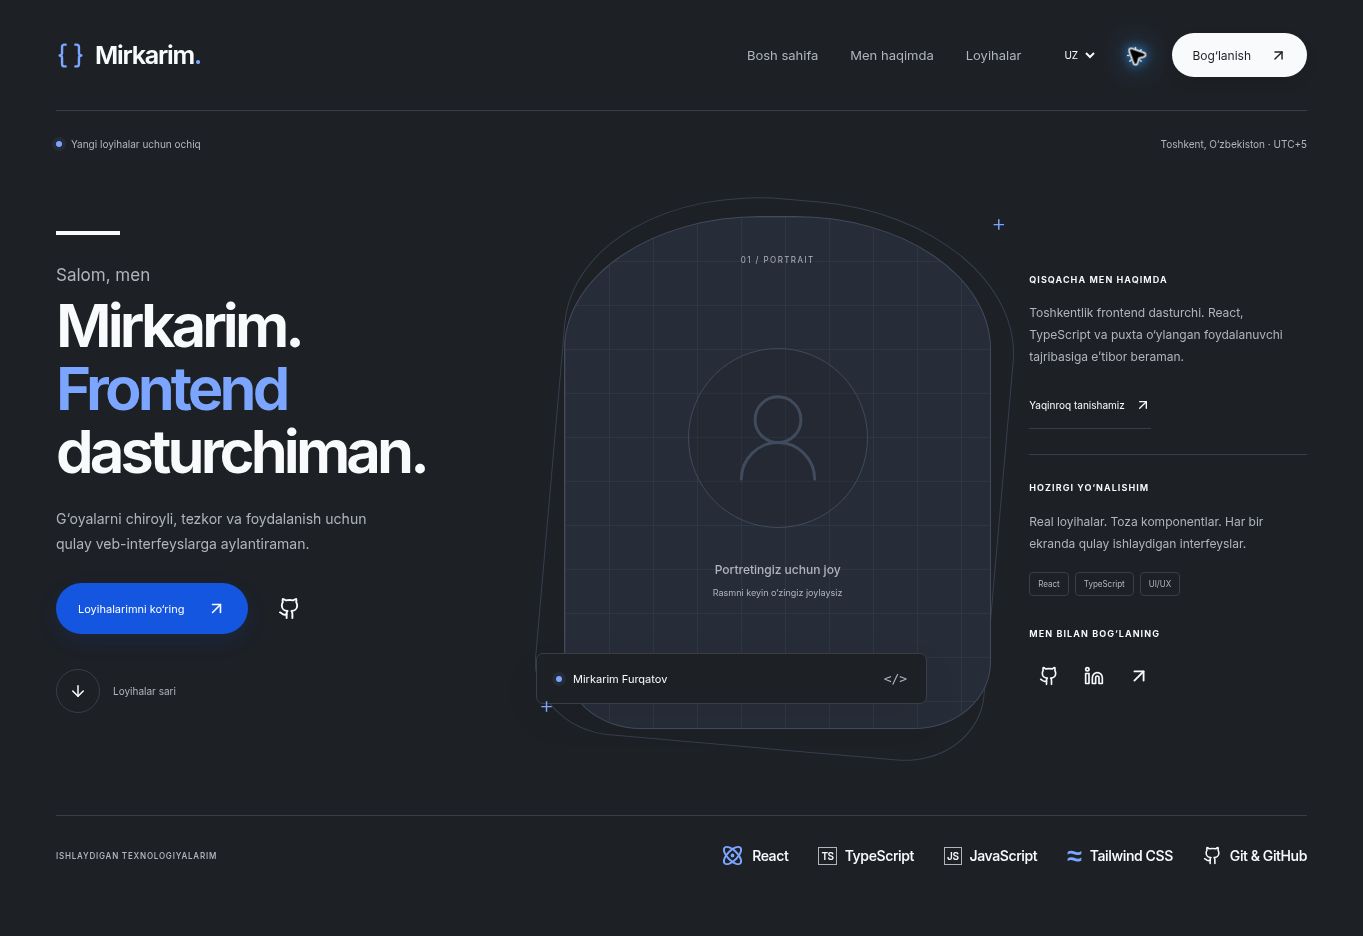 { } Mirkarim.
Bosh sahifa
Men haqimda
Loyihalar
UZ
Bog‘lanish
Yangi loyihalar uchun ochiq
Toshkent, O‘zbekiston · UTC+5
Salom, men
Mirkarim.
Frontend
dasturchiman.
G‘oyalarni chiroyli, tezkor va foydalanish uchun
qulay veb-interfeyslarga aylantiraman.
Loyihalarimni ko‘ring
Loyihalar sari
01 / PORTRAIT
Portretingiz uchun joy
Rasmni keyin o‘zingiz joylaysiz
Mirkarim Furqatov
</>
QISQACHA MEN HAQIMDA
Toshkentlik frontend dasturchi. React,
TypeScript va puxta o‘ylangan foydalanuvchi
tajribasiga e’tibor beraman.
Yaqinroq tanishamiz
HOZIRGI YO‘NALISHIM
Real loyihalar. Toza komponentlar. Har bir
ekranda qulay ishlaydigan interfeyslar.
React
TypeScript
UI/UX
MEN BILAN BOG‘LANING
ISHLAYDIGAN TEXNOLOGIYALARIM
React
TS TypeScript
JS JavaScript
Tailwind CSS
Git & GitHub